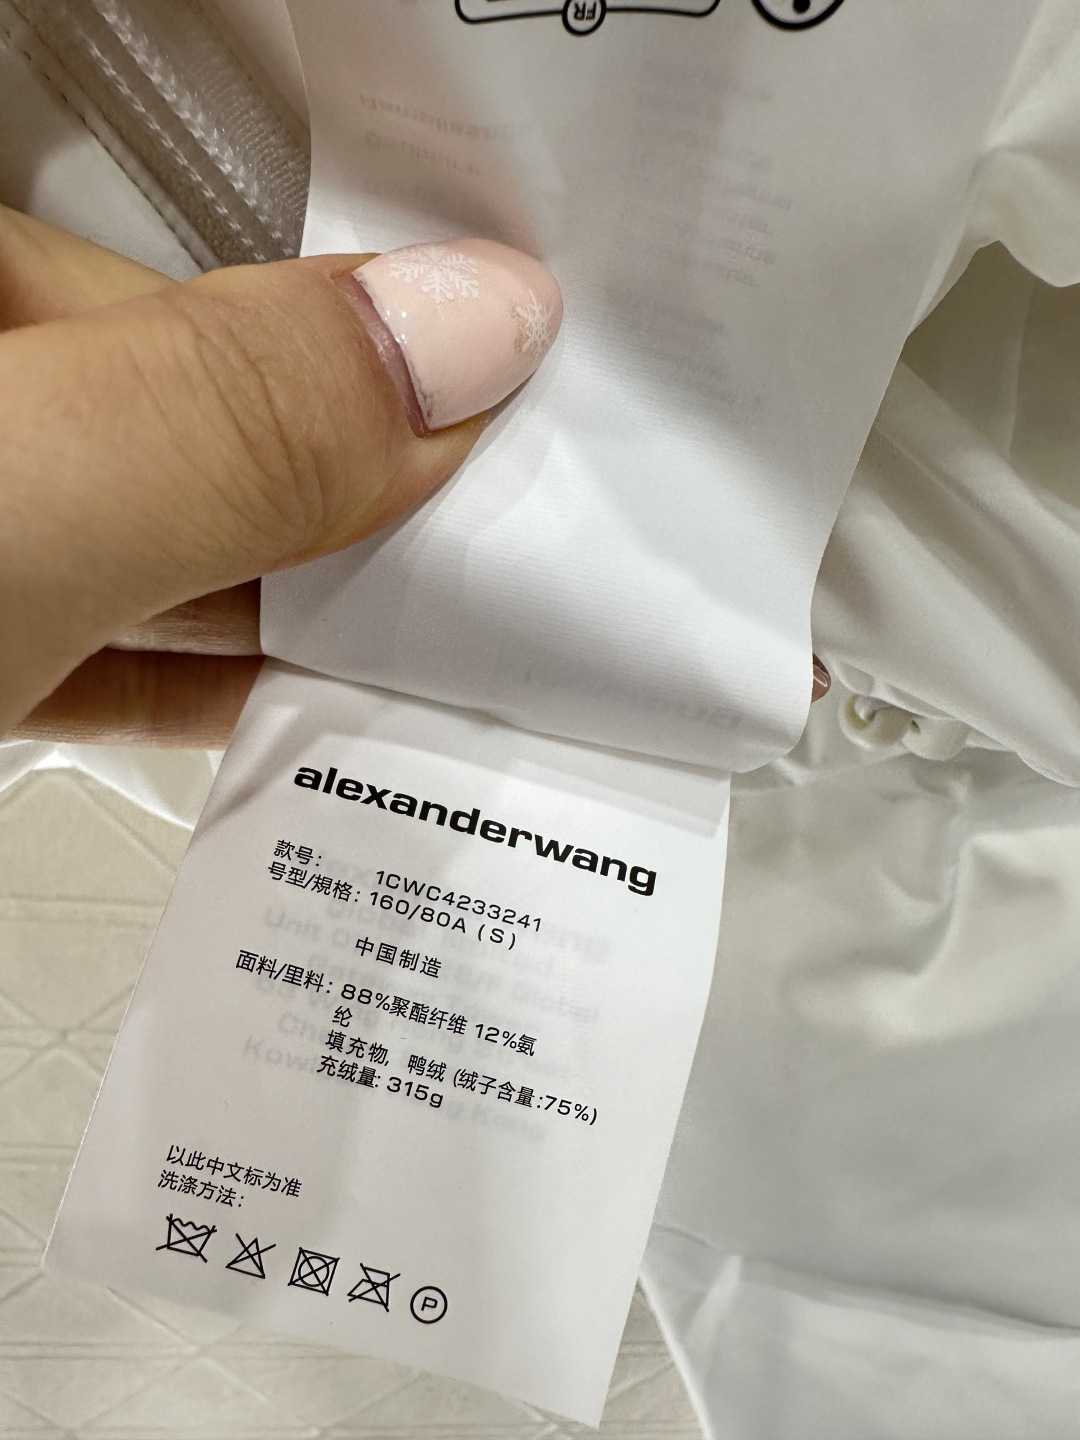 FR
alexanderwang
款号: 1CWC4233241
号型/規格: 160/80A (S)
中国制造
面料/里料: 88%聚酯纤维 12%氨
纶
填充物, 鸭绒 (绒子含量:75%)
充绒量: 315g
以此中文标为准
洗涤方法:
P